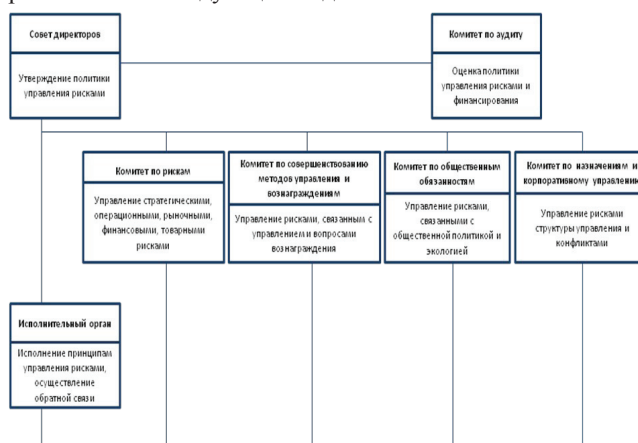 Совет директоров
Утверждение политики
управления рисками
Комитет по аудиту
Оценка политики
управления рисками и
финансирования
Комитет по рискам
Управление стратегическими,
операционными, рыночными,
финансовыми, товарными
рисками
Комитет по совершенствованию
методов управления и
вознаграждениям
Управление рисками, связанным с
управлением и вопросами
вознаграждения
Комитет по общественным
обязанностям
Управление рисками,
связанными с
общественной политикой и
экологией
Комитет по назначениям и
корпоративному управлению
Управление рисками
структуры управления и
конфликтами
Исполнительный орган
Исполнение принципам
управления рисками,
осуществление
обратной связи